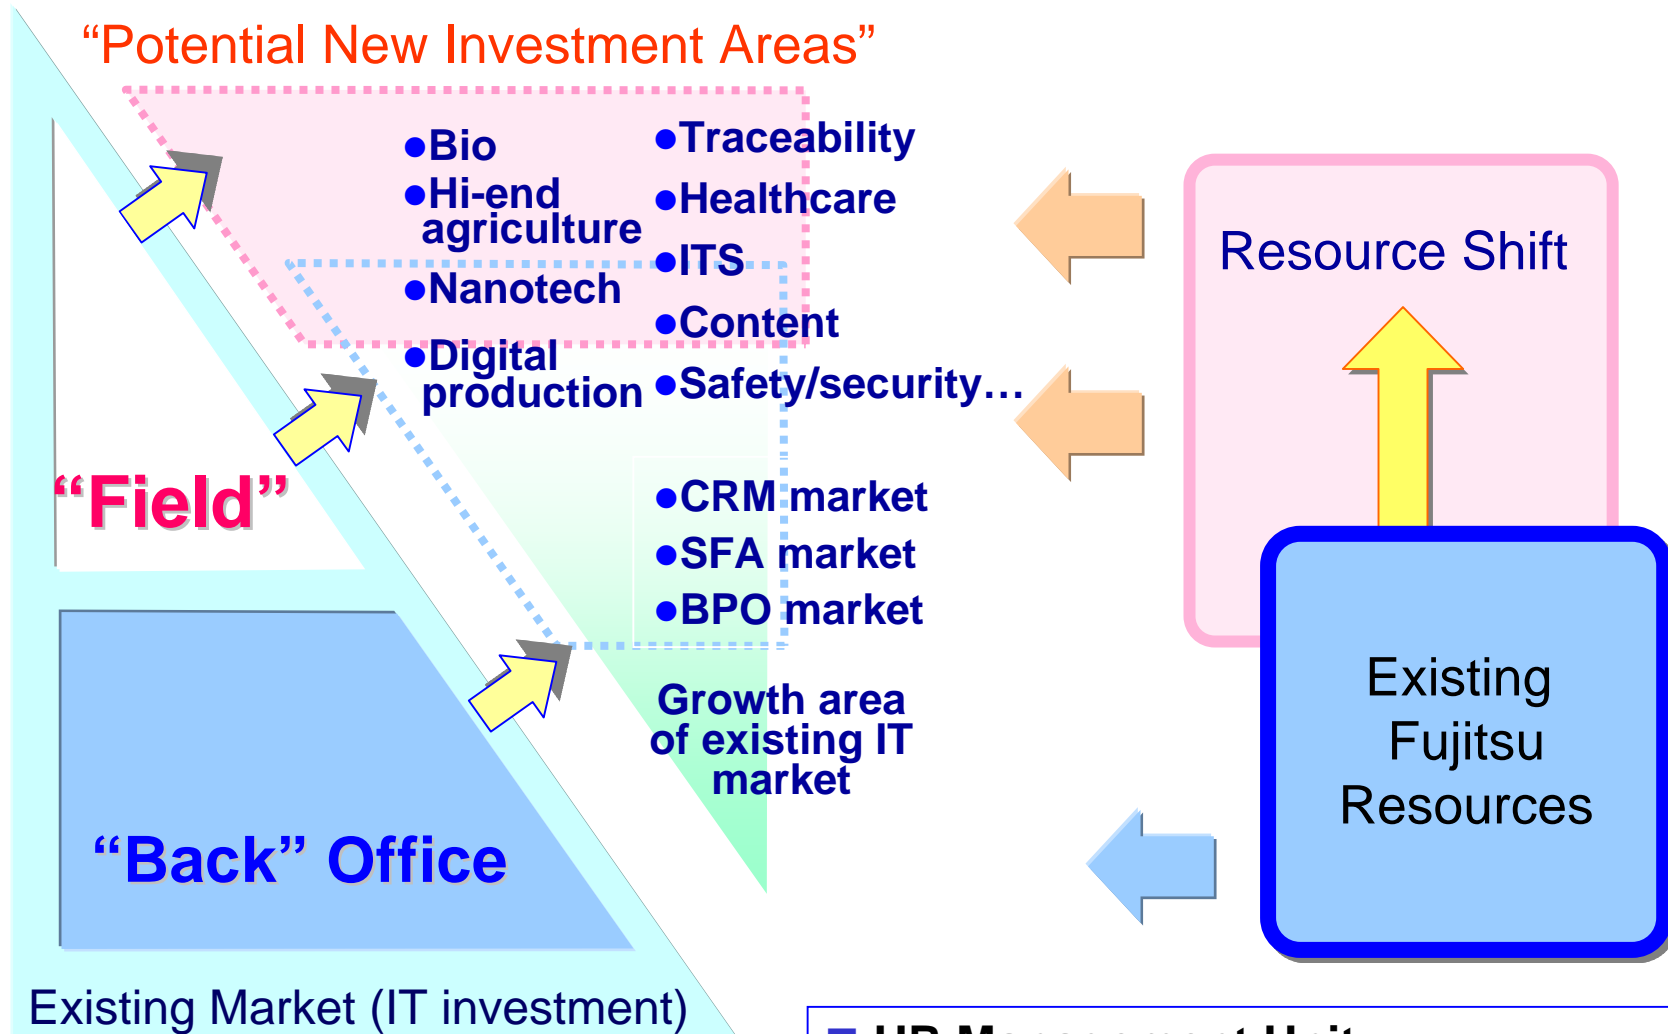 “Potential New Investment Areas”
●Bio
●Hi-end
agriculture
●Nanotech
●Digital
production
●Traceability
●Healthcare
●ITS
●Content
●Safety/security…
●CRM market
●SFA market
●BPO market
Growth area
of existing IT
market
“Field”
“Back” Office
Existing Market (IT investment)
Resource Shift
Existing
Fujitsu
Resources